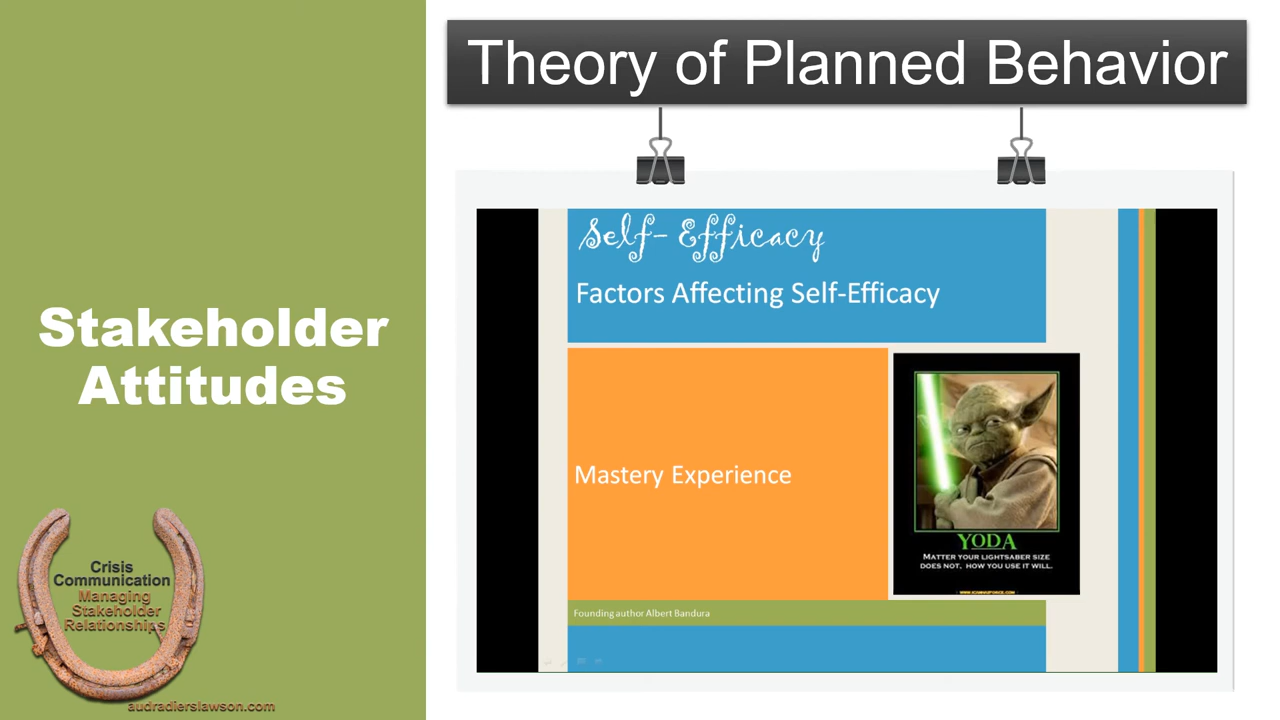 Theory of Planned Behavior
Stakeholder
Attitudes
Self-Efficacy
Factors Affecting Self-Efficacy
Mastery Experience
YODA
MATTER YOUR LIGHTSABER SIZE
DOES NOT. HOW YOU USE IT WILL.
Founding author Albert Bandura
Crisis
Communication
Managing
Stakeholder
Relationships
audradierslawson.com